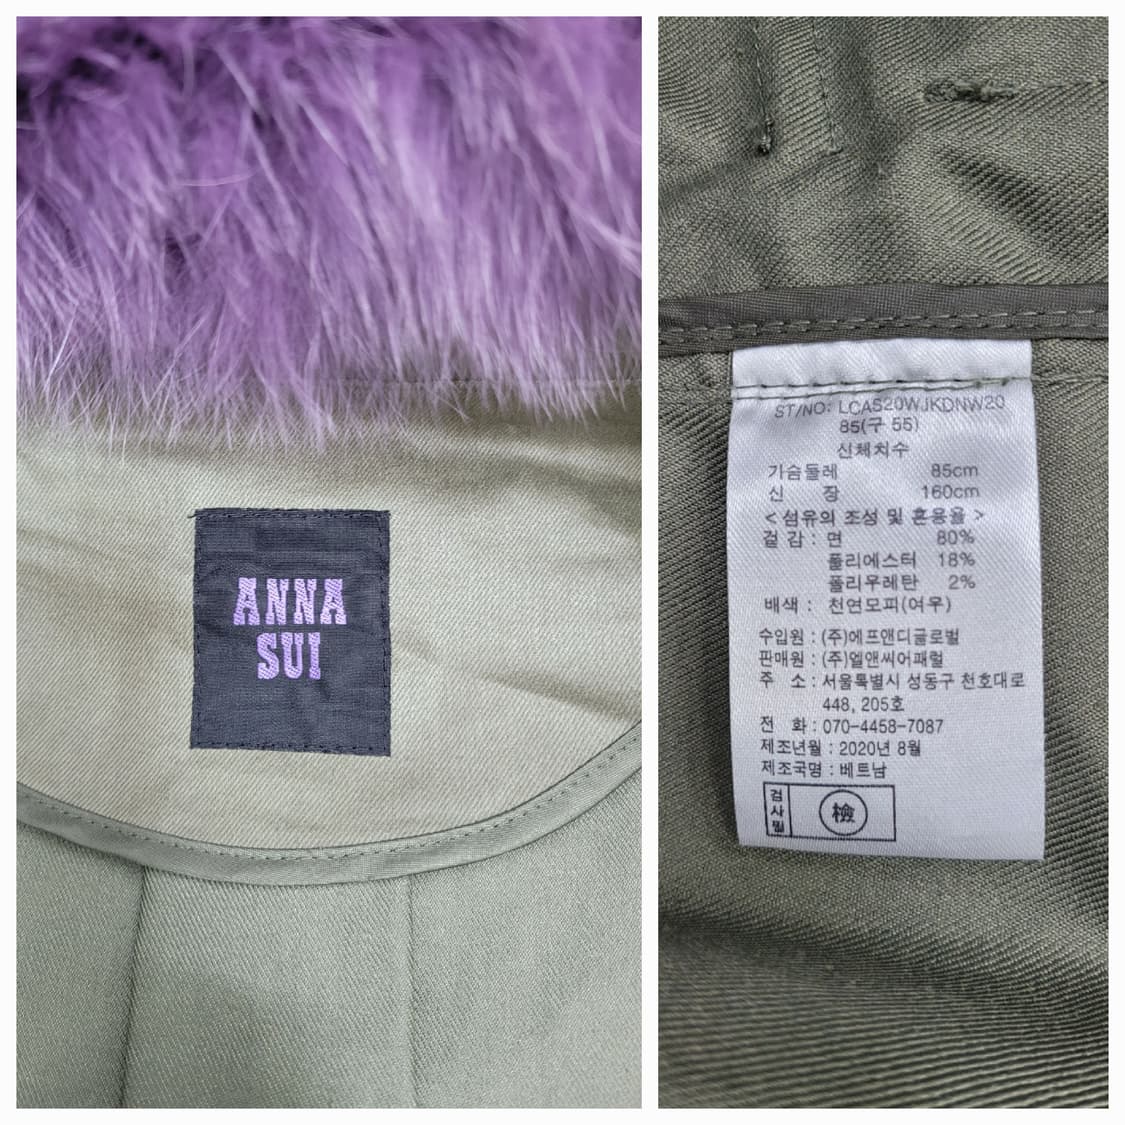 ANNA
SUI
ST/NO: LCAS20WJKDNW20
85(구 55)
신체치수
가슴둘레 85cm
신 장 160cm
< 섬유의 조성 및 혼용율 >
겉 감 : 면 80%
폴리에스터 18%
폴리우레탄 2%
배색 : 천연모피(여우)
수입원 : (주)에프앤디글로벌
판매원 : (주)엘앤씨어패럴
주 소 : 서울특별시 성동구 천호대로
448, 205호
전 화 : 070-4458-7087
제조년월 : 2020년 8월
제조국명 : 베트남
검사필 檢